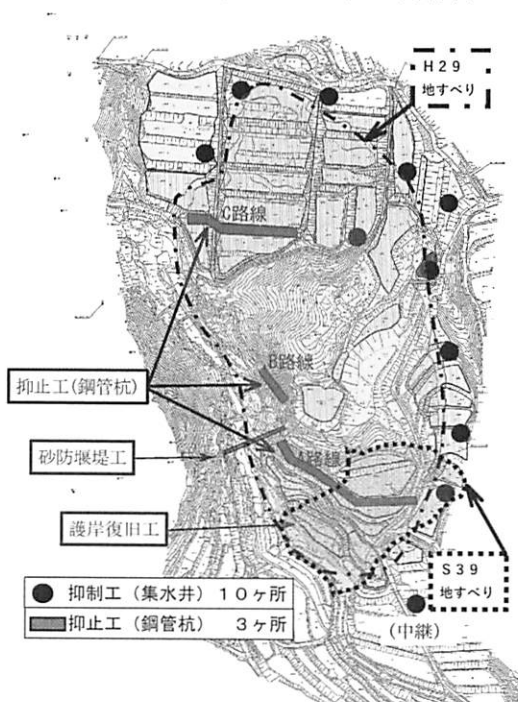 H29
地すべり
C路線
抑止工(鋼管杭)
B路線
砂防堰堤工
A路線
護岸復旧工
S39
地すべり
● 抑制工（集水井） 10ヶ所
抑止工（鋼管杭） 3ヶ所
(中継)